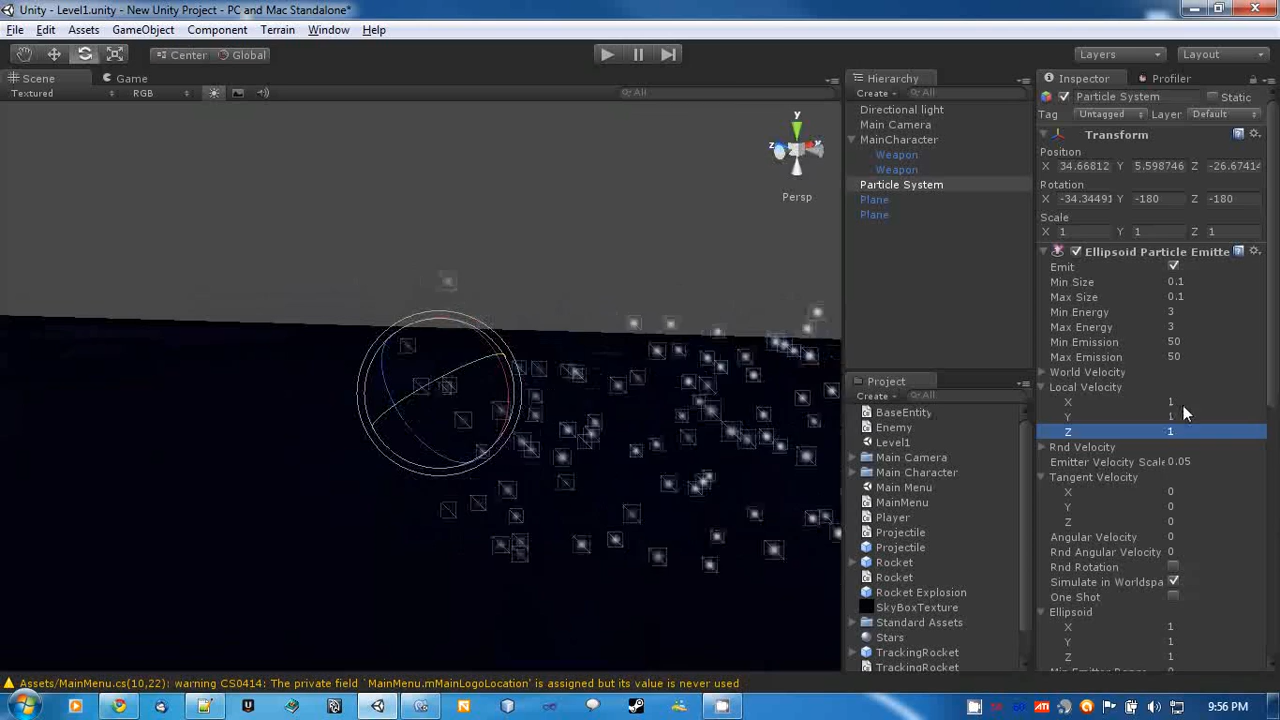 Unity - Level1.unity - New Unity Project - PC and Mac Standalone*
File Edit Assets GameObject Component Terrain Window Help
Center Global Layers Layout
Scene Game
Textured RGB All
y
z
Persp
Hierarchy
Create All
Directional light
Main Camera
MainCharacter
Weapon
Weapon
Particle System
Plane
Plane
Project
Create All
BaseEntity
Enemy
Level1
Main Camera
Main Character
Main Menu
MainMenu
Player
Projectile
Projectile
Rocket
Rocket
Rocket Explosion
SkyBoxTexture
Standard Assets
Stars
TrackingRocket
TrackingRocket
Inspector Profiler
Particle System Static
Tag Untagged Layer Default
Transform
Position
X 34.66812 Y 5.598746 Z -26.67414
Rotation
X -34.34491 Y -180 Z -180
Scale
X 1 Y 1 Z 1
Ellipsoid Particle Emitte
Emit
Min Size 0.1
Max Size 0.1
Min Energy 3
Max Energy 3
Min Emission 50
Max Emission 50
World Velocity
Local Velocity
X 1
Y 1
Z 1
Rnd Velocity
Emitter Velocity Scale 0.05
Tangent Velocity
X 0
Y 0
Z 0
Angular Velocity 0
Rnd Angular Velocity 0
Rnd Rotation
Simulate in Worldspa
One Shot
Ellipsoid
X 1
Y 1
Z 1
Assets/MainMenu.cs(10,22): warning CS0414: The private field `MainMenu.mMainLogoLocation' is assigned but its value is never used
9:56 PM